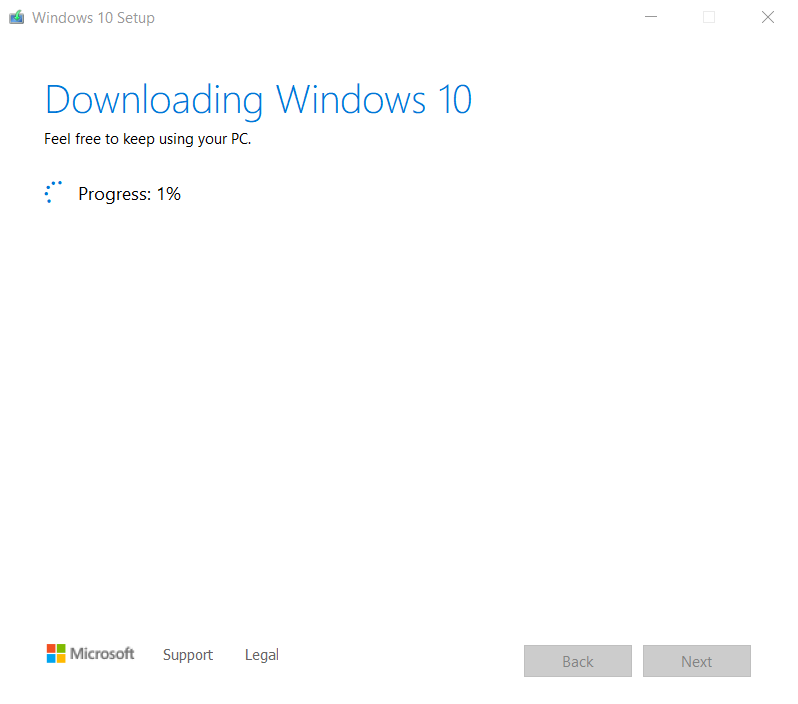 Windows 10 Setup
Downloading Windows 10
Feel free to keep using your PC.
Progress: 1%
Microsoft Support Legal Back Next